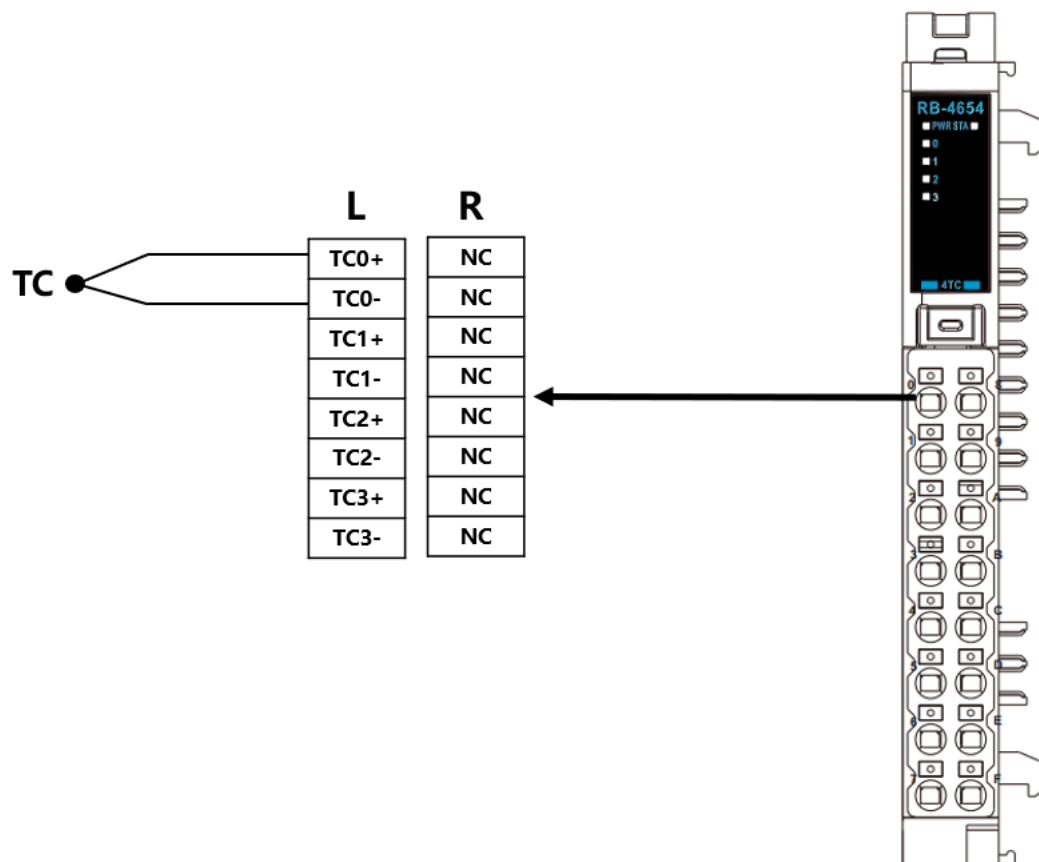 RB-4654
PWR STA
0
1
2
3
4TC
L R
TC0+ NC
TC0- NC
TC1+ NC
TC1- NC
TC2+ NC
TC2- NC
TC3+ NC
TC3- NC
TC
0 8
1 9
2 A
3 B
4 C
5 D
6 E
7 F